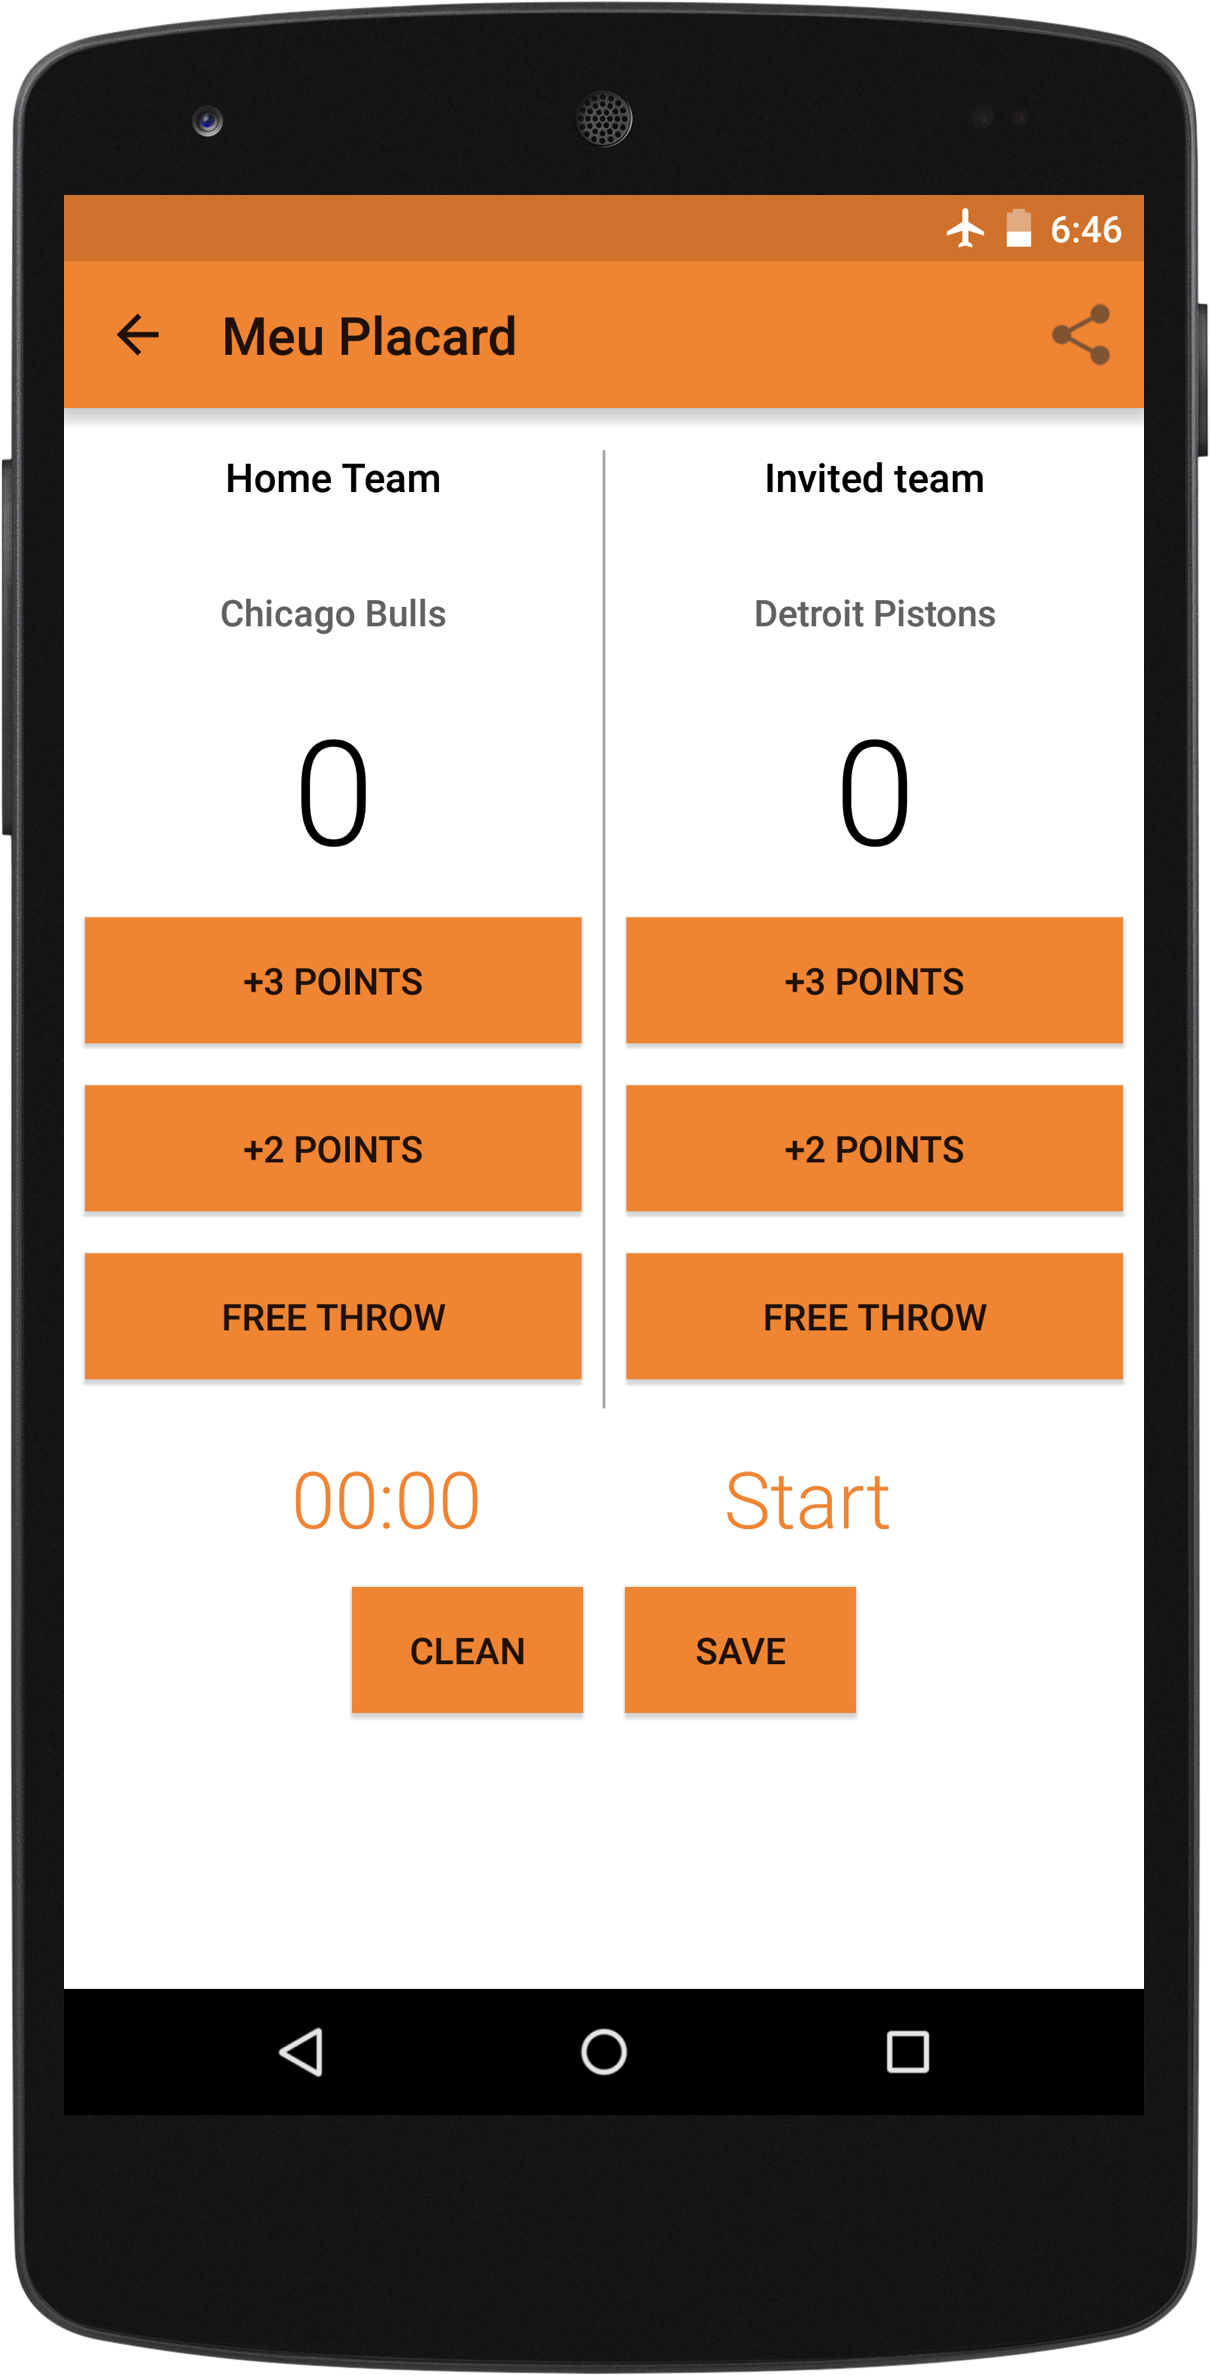 6:46
Meu Placard
Home Team
Invited team
Chicago Bulls
Detroit Pistons
0
0
+3 POINTS
+3 POINTS
+2 POINTS
+2 POINTS
FREE THROW
FREE THROW
00:00
Start
CLEAN
SAVE